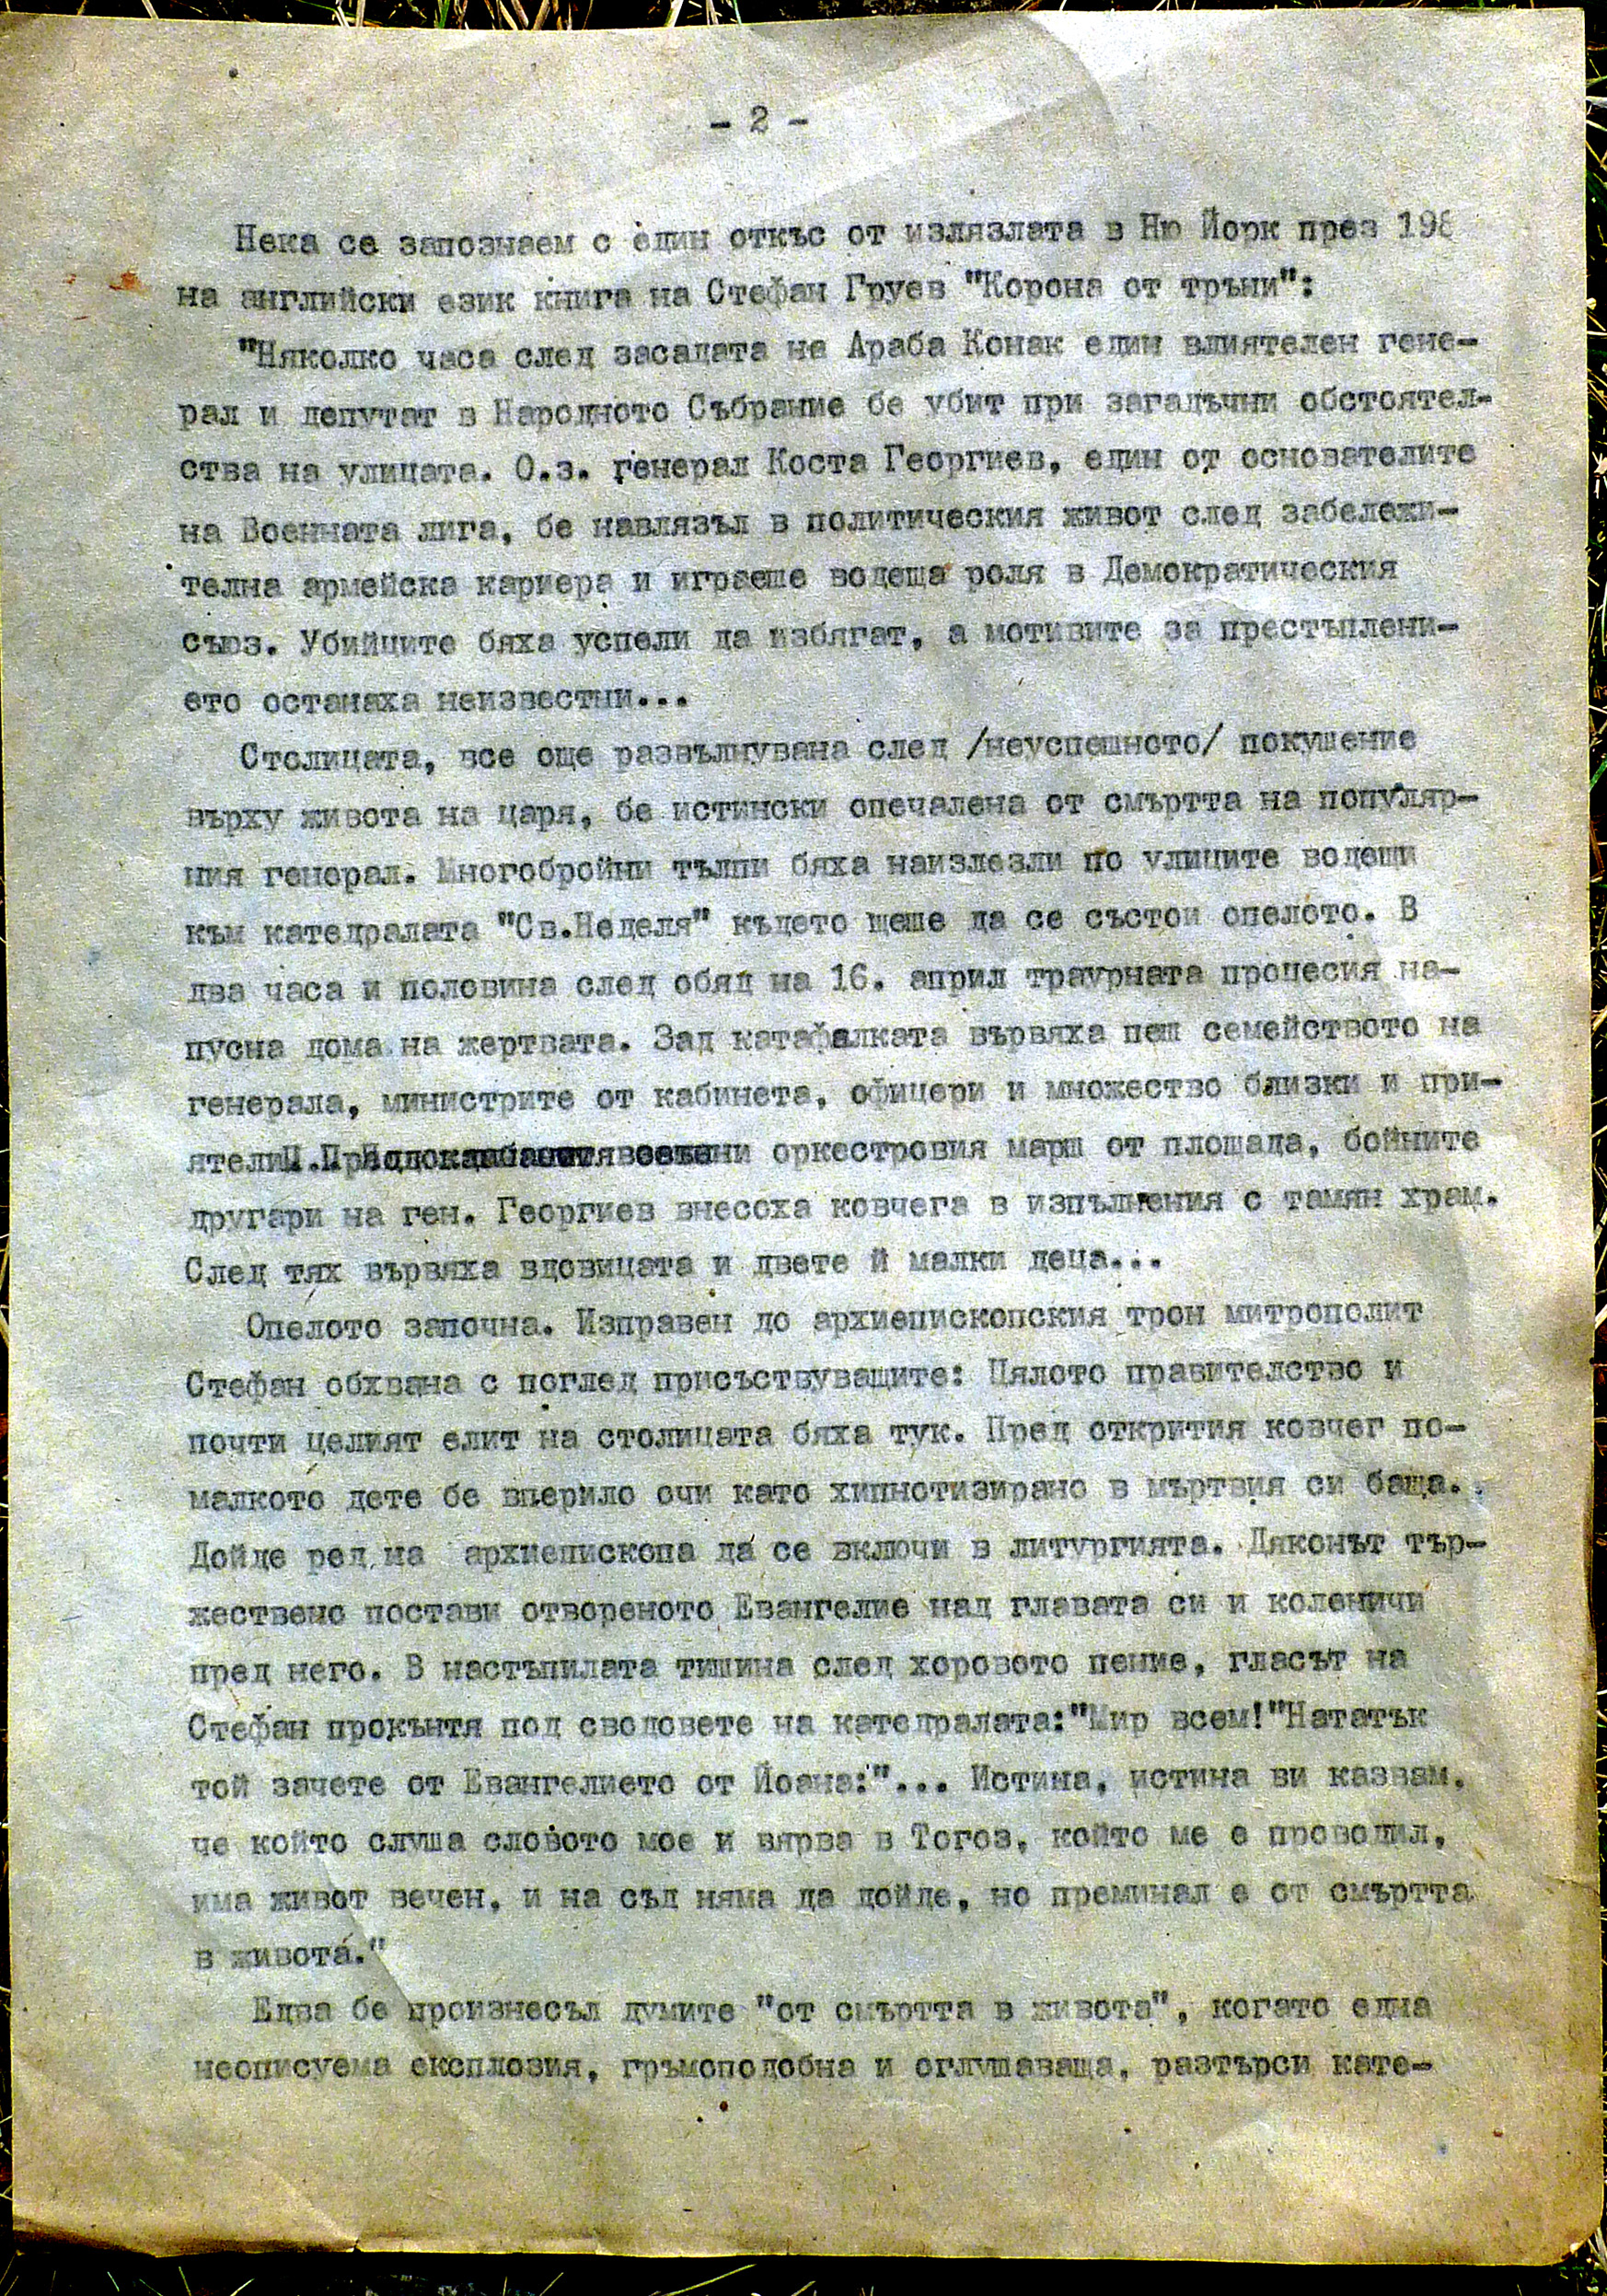 - 2 -
Нека се запознаем с един откъс от излязлата в Ню Йорк през 198
на английски език книга на Стефан Груев "Корона от тръни":
"Няколко часа след засадата на Араба Конак един влиятелен гене-
рал и депутат в Народното Събрание бе убит при загадъчни обстоятел-
ства на улицата. О.з. генерал Коста Георгиев, един от основателите
на Военната лига, бе навлязъл в политическия живот след забележи-
телна армейска кариера и играеше водеща роля в Демократическия
съюз. Убийците бяха успели да избягат, а мотивите за престъплени-
ето останаха неизвестни...
Столицата, все още развълнувана след /неуспешното/ покушение
върху живота на царя, бе истински опечалена от смъртта на популяр-
ния генерал. Многобройни тълпи бяха наизлезли по улиците водещи
към катедралата "Св.Неделя" където щеше да се състои опелото. В
два часа и половина след обяд на 16. април траурната процесия на-
пусна дома на жертвата. Зад катафалката вървяха пеш семейството на
генерала, министрите от кабинета, офицери и множество близки и при-
ятели оркестровия марш от площада, бойните
другари на ген. Георгиев внесоха ковчега в изпълнения с тамян храм.
След тях вървяха вдовицата и двете й малки деца...
Опелото започна. Изправен до архиепископския трон митрополит
Стефан обхвана с поглед присъствуващите: Цялото правителство и
почти целият елит на столицата бяха тук. Пред открития ковчег по-
малкото дете бе вперило очи като хипнотизирано в мъртвия си баща.
Дойде ред на архиепископа да се включи в литургията. Дяконът тър-
жествено постави отвореното Евангелие над главата си и коленичи
пред него. В настъпилата тишина след хоровото пение, гласът на
Стефан прокънтя под сводовете на катедралата:"Мир всем!"Нататък
той зачете от Евангелието от Йоана:"... Истина, истина ви казвам,
че който слуша словото мое и вярва в Тогоз, който ме е проводил,
има живот вечен, и на съд няма да дойде, но преминал е от смъртта
в живота."
Едва бе произнесъл думите "от смъртта в живота", когато една
неописуема експлозия, гръмоподобна и оглушаваща, разтърси кате-